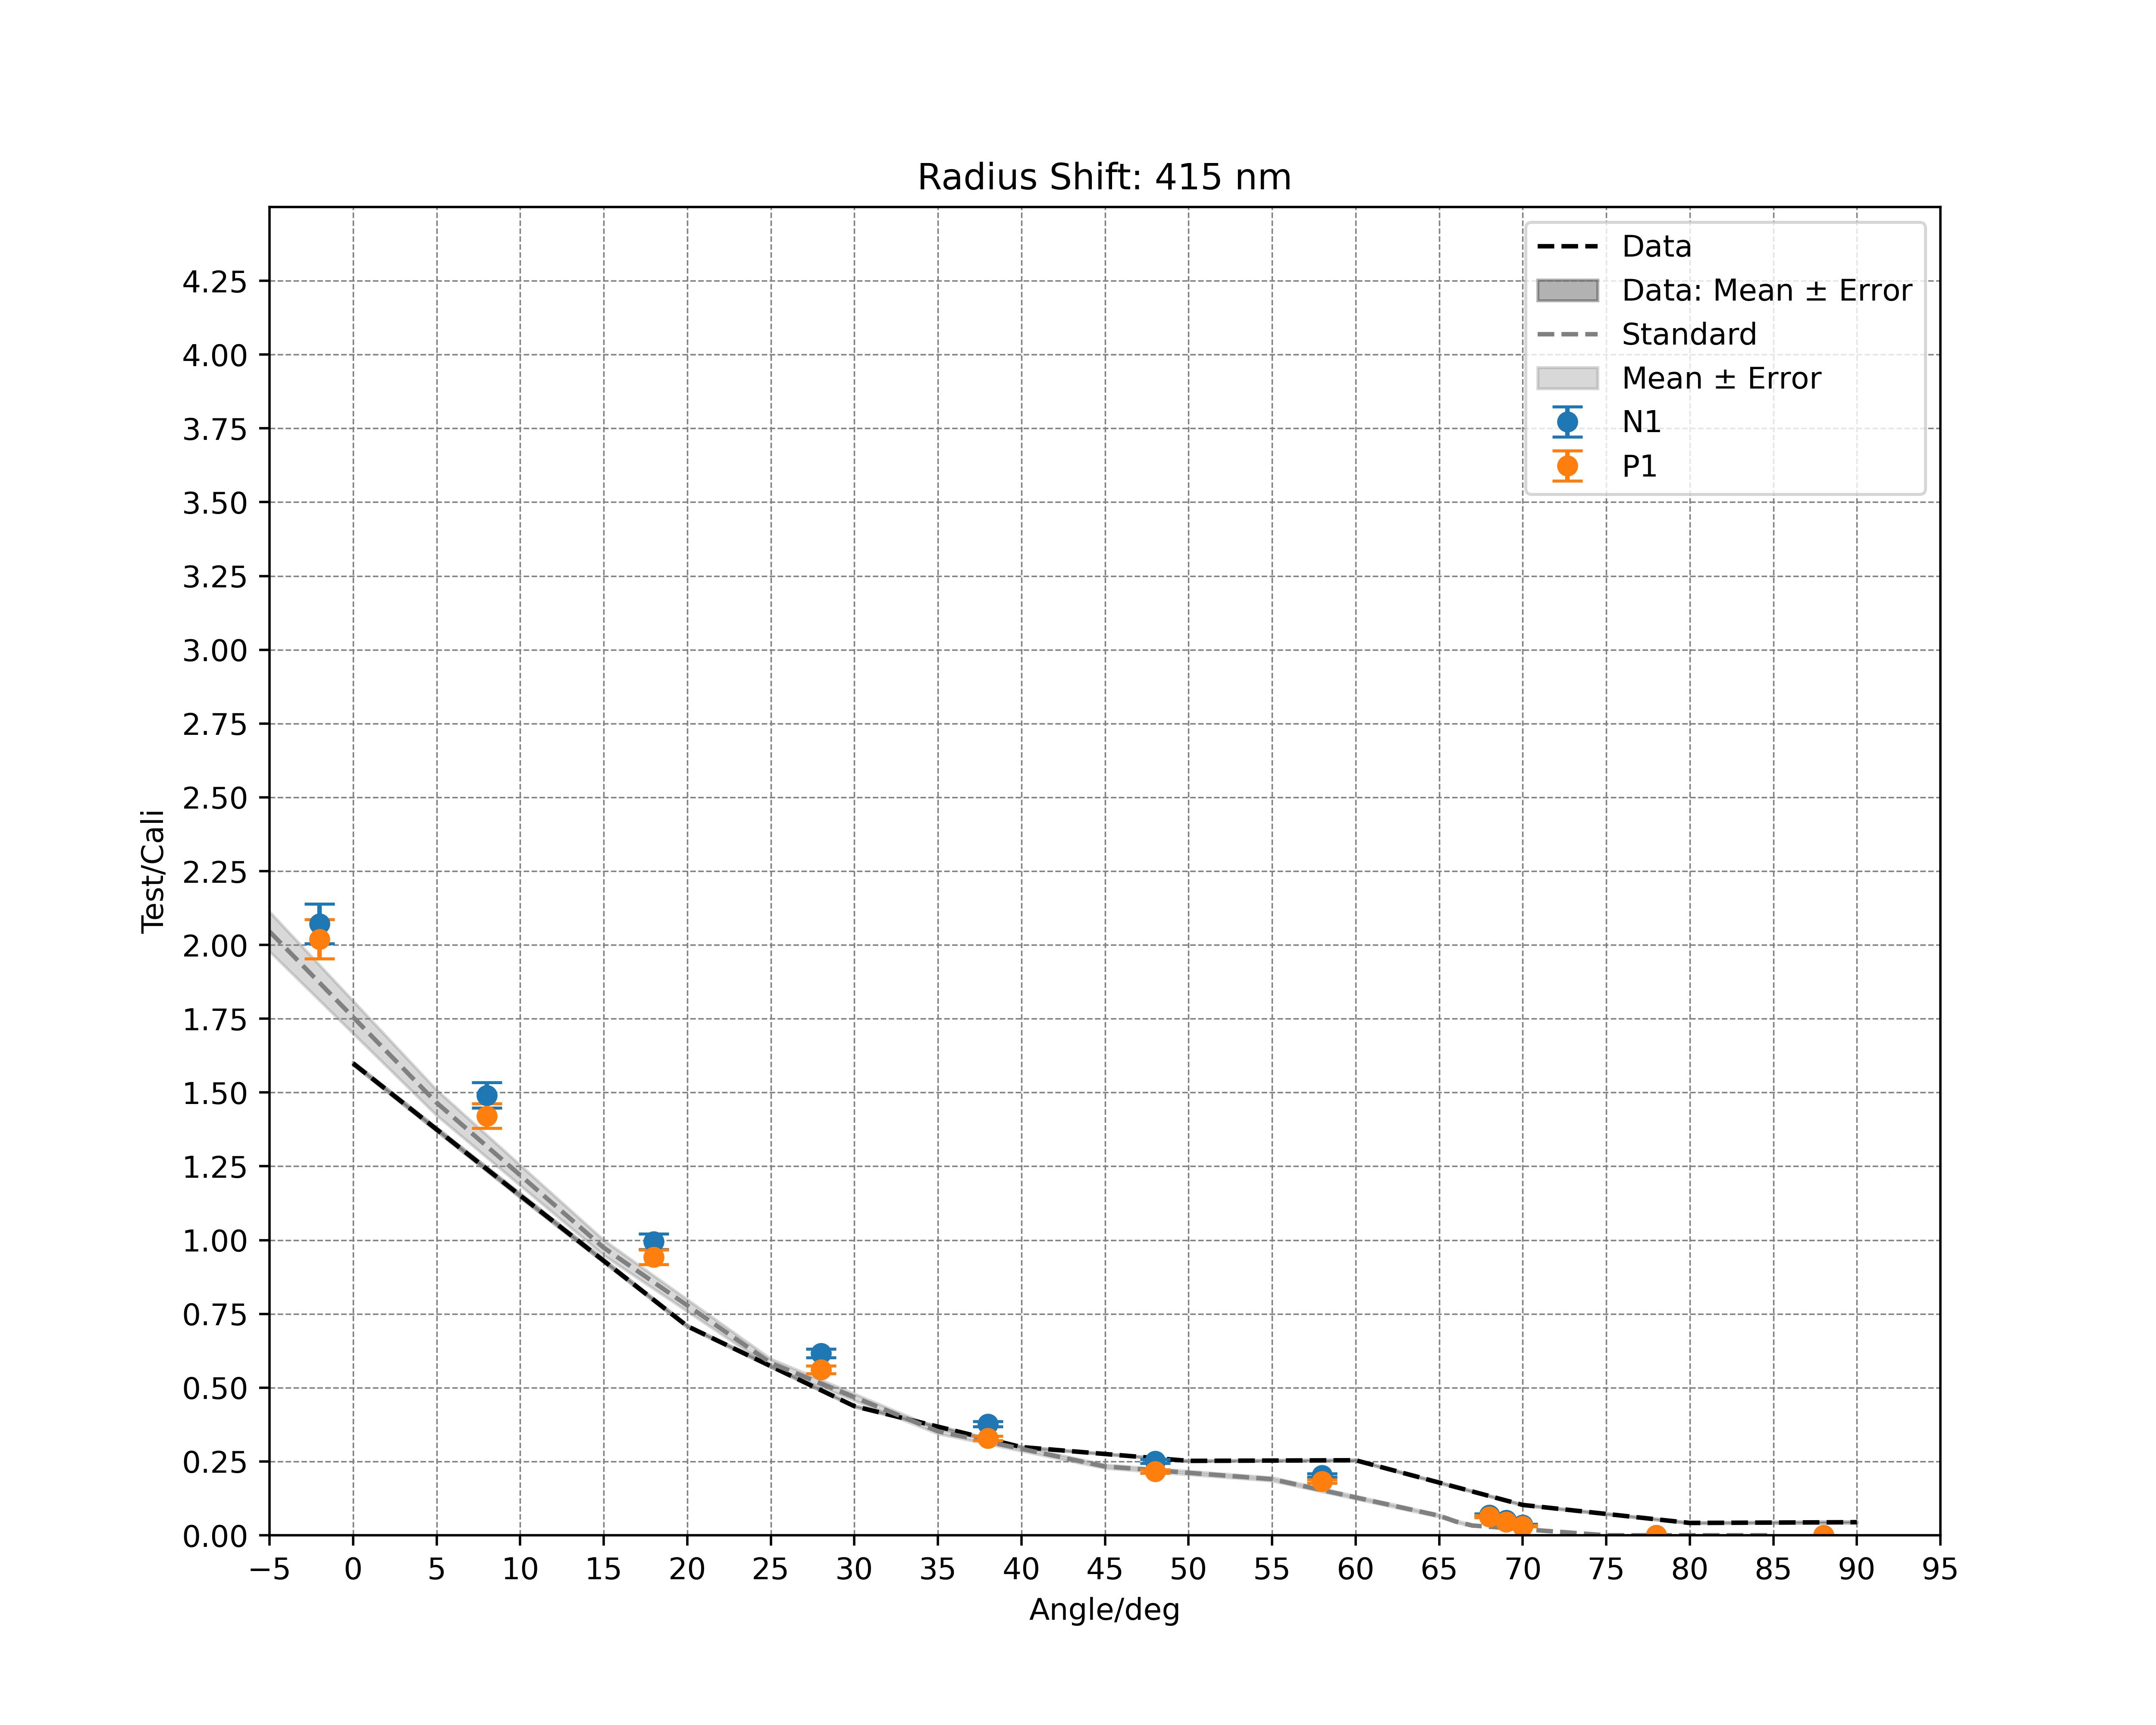 Radius Shift: 415 nm
Data
Data: Mean ± Error
Standard
Mean ± Error
N1
P1
4.25
4.00
3.75
3.50
3.25
3.00
2.75
2.50
2.25
2.00
1.75
1.50
1.25
1.00
0.75
0.50
0.25
0.00
Test/Cali
−5 0 5 10 15 20 25 30 35 40 45 50 55 60 65 70 75 80 85 90 95
Angle/deg